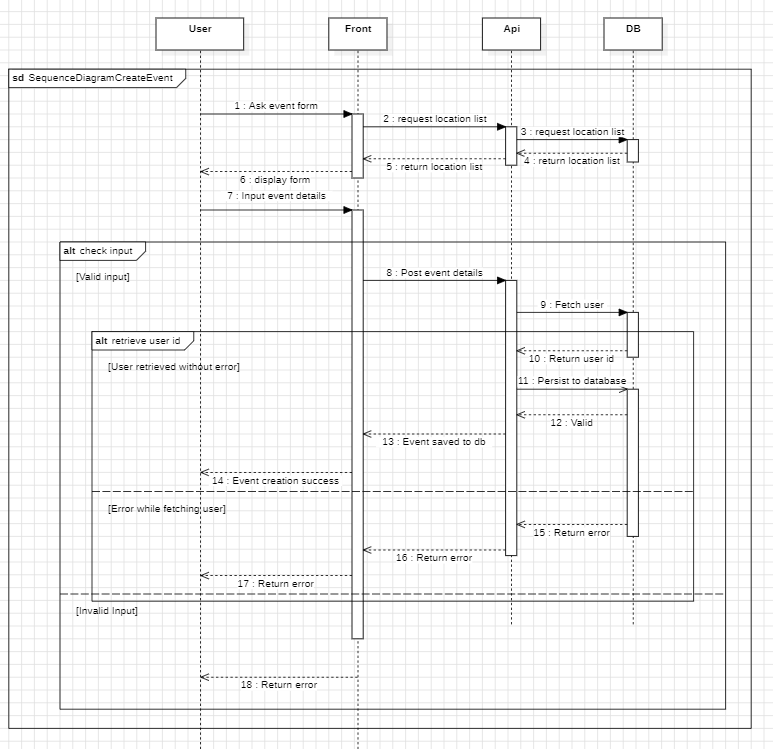 User
Front
Api
DB
sd SequenceDiagramCreateEvent
1 : Ask event form
2 : request location list
3 : request location list
4 : return location list
5 : return location list
6 : display form
7 : Input event details
alt check input
[Valid input]
8 : Post event details
9 : Fetch user
alt retrieve user id
10 : Return user id
[User retrieved without error]
11 : Persist to database
12 : Valid
13 : Event saved to db
14 : Event creation success
[Error while fetching user]
15 : Return error
16 : Return error
17 : Return error
[Invalid Input]
18 : Return error